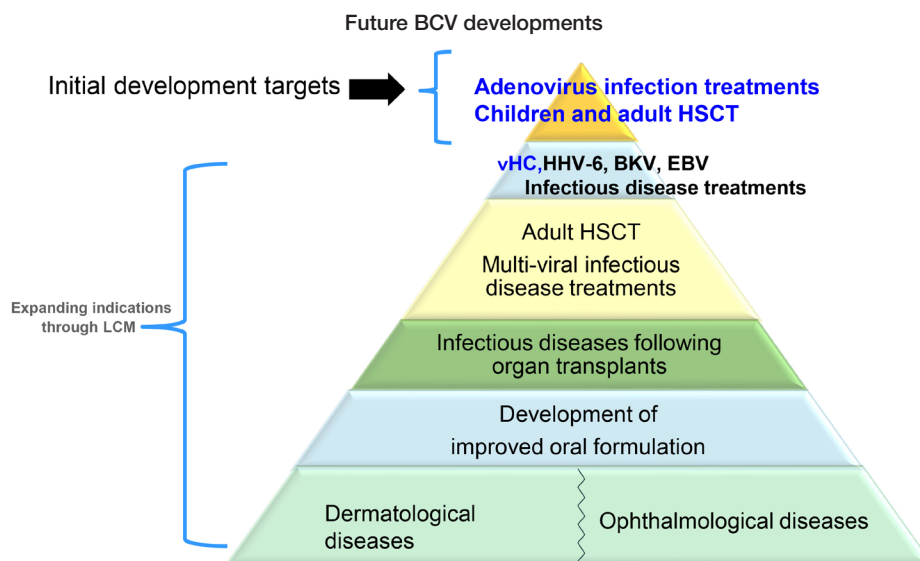 Future BCV developments
Initial development targets
Adenovirus infection treatments
Children and adult HSCT
vHC,HHV-6, BKV, EBV
Infectious disease treatments
Adult HSCT
Multi-viral infectious
disease treatments
Expanding indications
through LCM
Infectious diseases following
organ transplants
Development of
improved oral formulation
Dermatological
diseases
Ophthalmological diseases